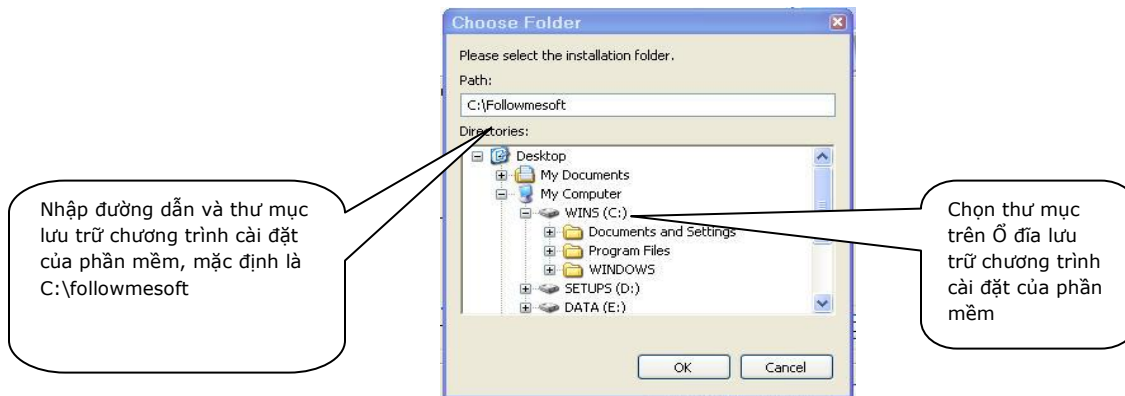 Choose Folder
Please select the installation folder.
Path:
C:\Followmesoft
Directories:
Desktop
My Documents
My Computer
WINS (C:)
Documents and Settings
Program Files
WINDOWS
SETUPS (D:)
DATA (E:)
OK Cancel
Nhập đường dẫn và thư mục
lưu trữ chương trình cài đặt
của phần mềm, mặc định là
C:\followmesoft
Chọn thư mục
trên Ổ đĩa lưu
trữ chương trình
cài đặt của phần
mềm